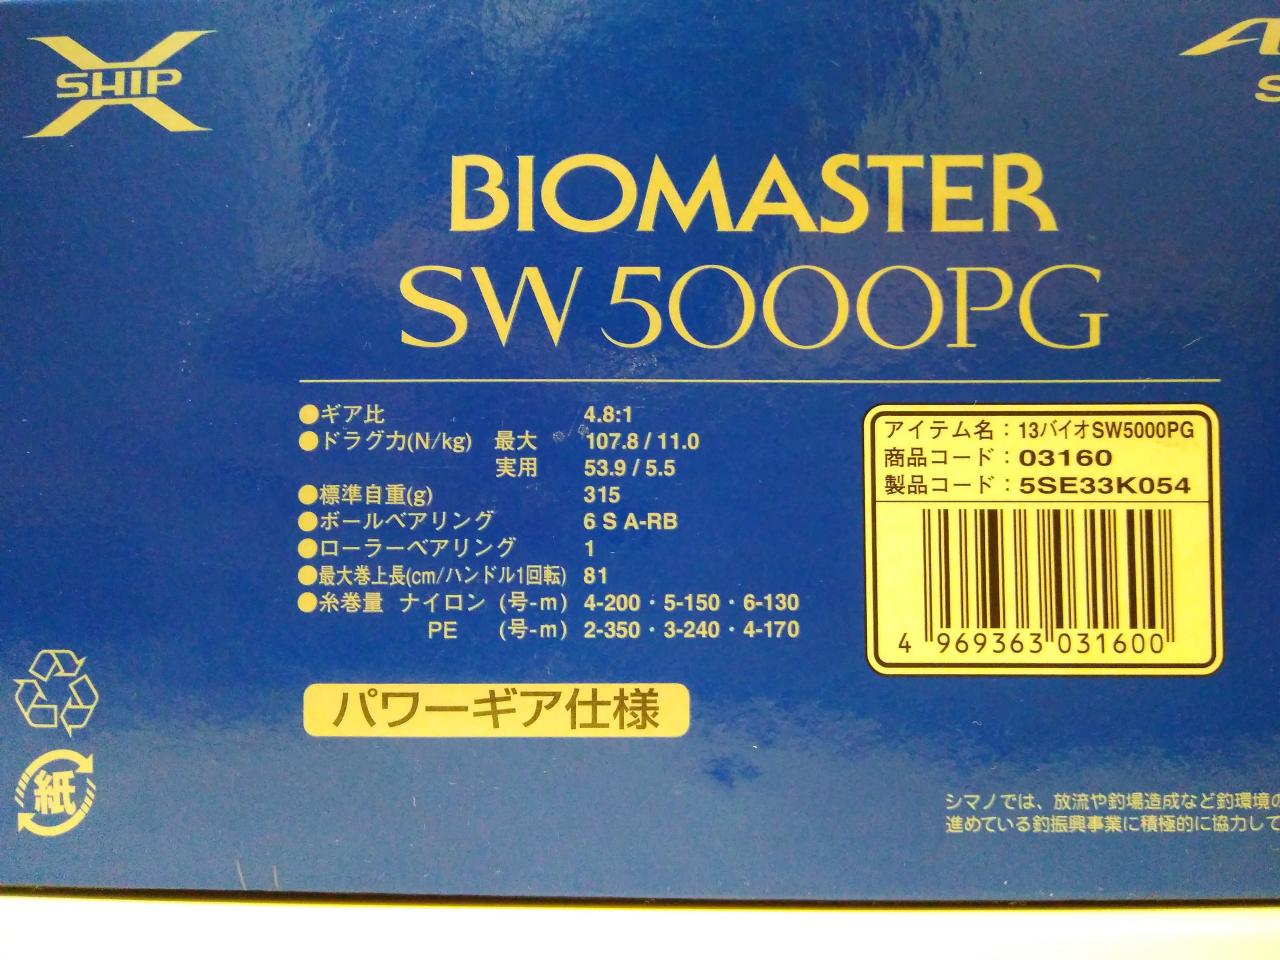 X SHIP
BIOMASTER
SW 5000PG
●ギア比 4.8:1
●ドラグ力(N/kg) 最大 107.8 / 11.0
実用 53.9 / 5.5
●標準自重(g) 315
●ボールベアリング 6 S A-RB
●ローラーベアリング 1
●最大巻上長(cm/ハンドル1回転) 81
●糸巻量 ナイロン (号-m) 4-200・5-150・6-130
PE (号-m) 2-350・3-240・4-170
パワーギア仕様
アイテム名：13バイオSW5000PG
商品コード：03160
製品コード：5SE33K054
4 969363 031600
紙
シマノでは、放流や釣場造成など釣環境の
進めている釣振興事業に積極的に協力して